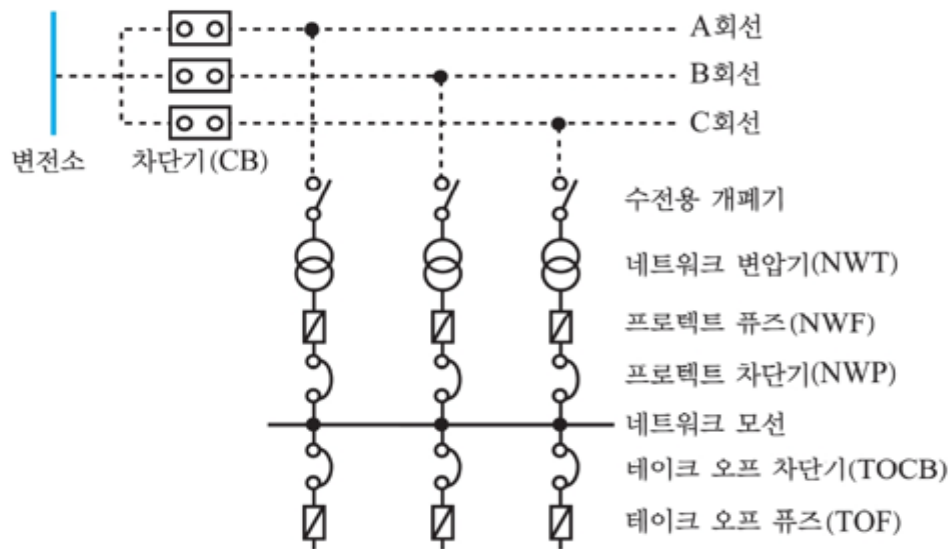 A회선
B회선
C회선
변전소
차단기(CB)
수전용 개폐기
네트워크 변압기(NWT)
프로텍트 퓨즈(NWF)
프로텍트 차단기(NWP)
네트워크 모선
테이크 오프 차단기(TOCB)
테이크 오프 퓨즈(TOF)